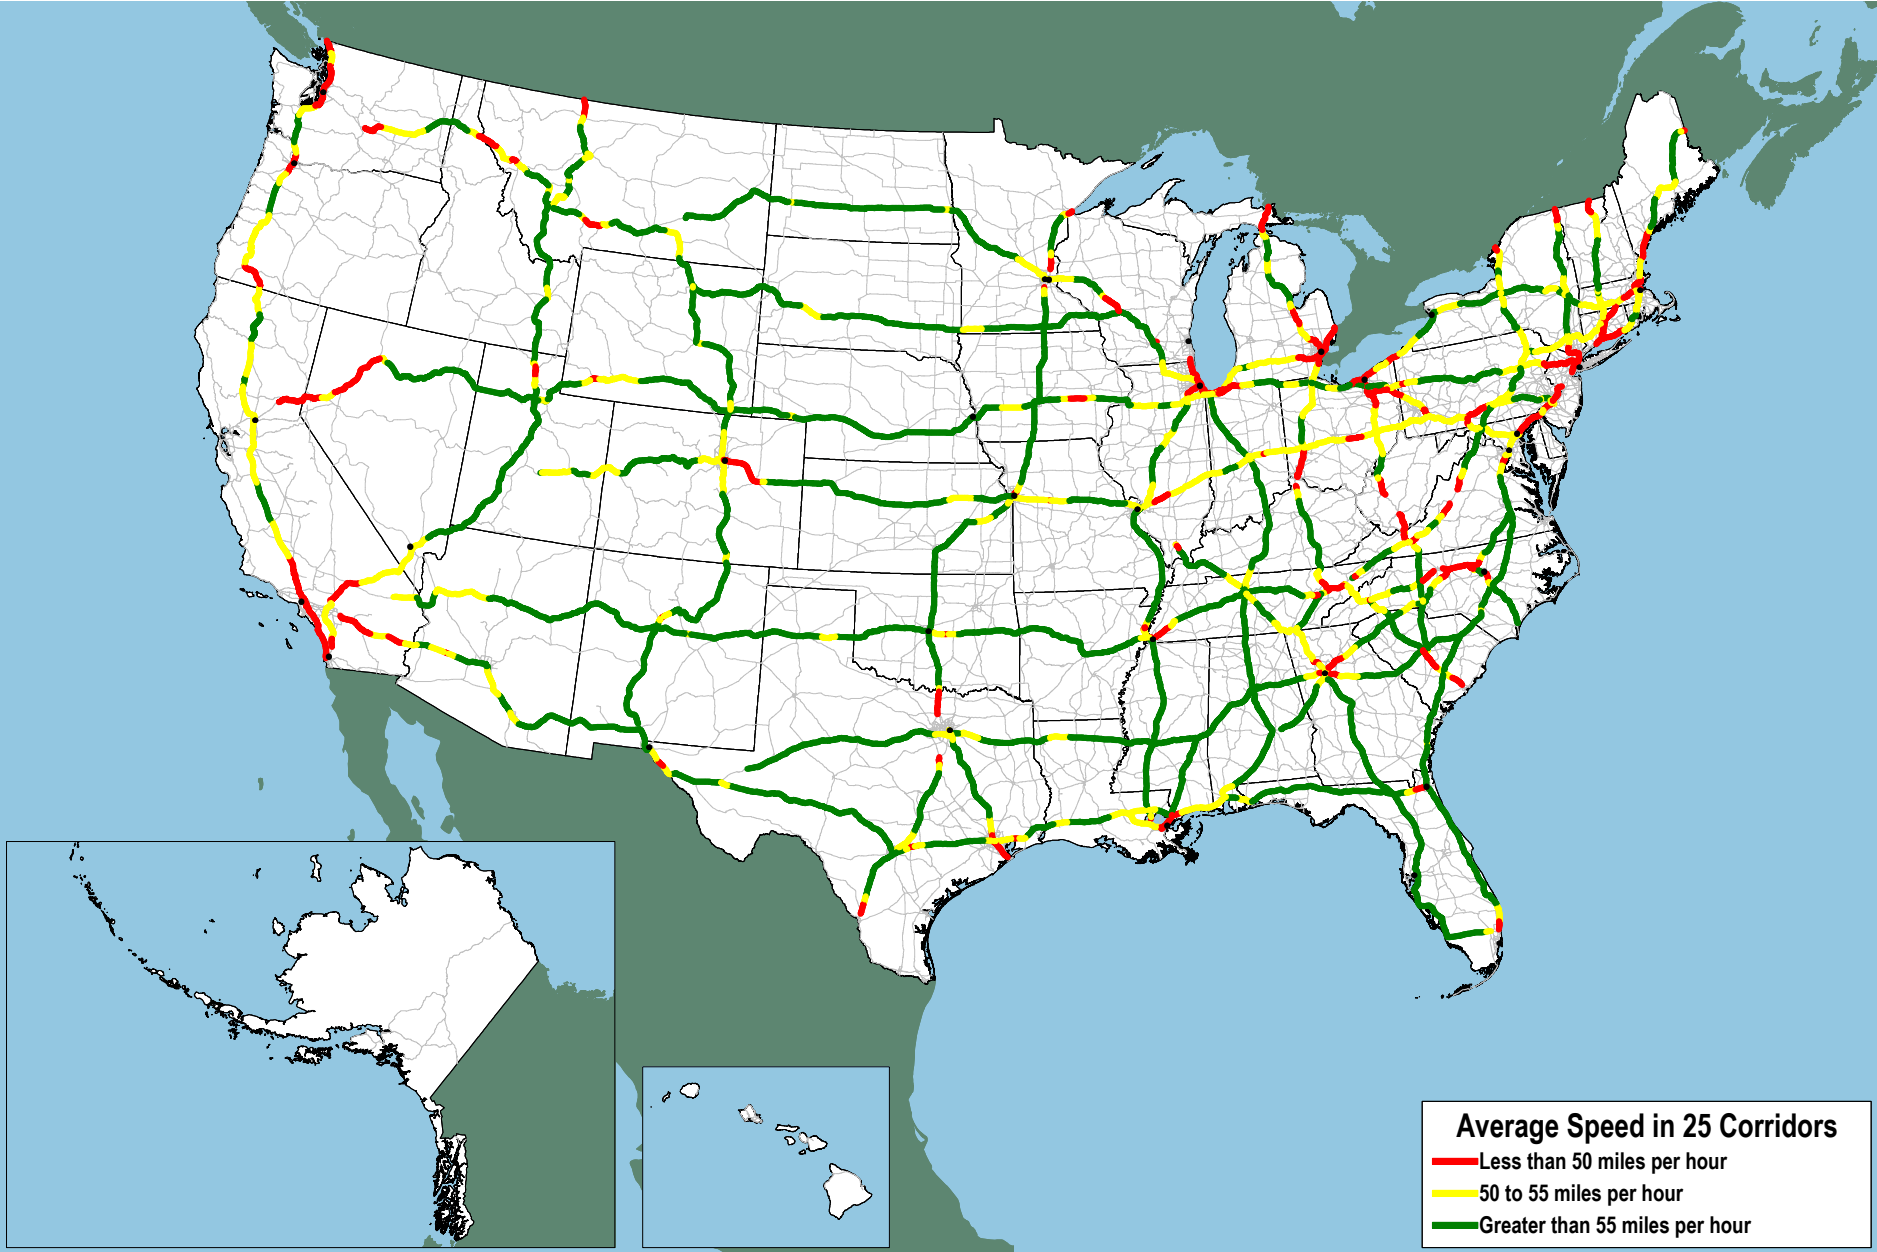 Average Speed in 25 Corridors
Less than 50 miles per hour
50 to 55 miles per hour
Greater than 55 miles per hour